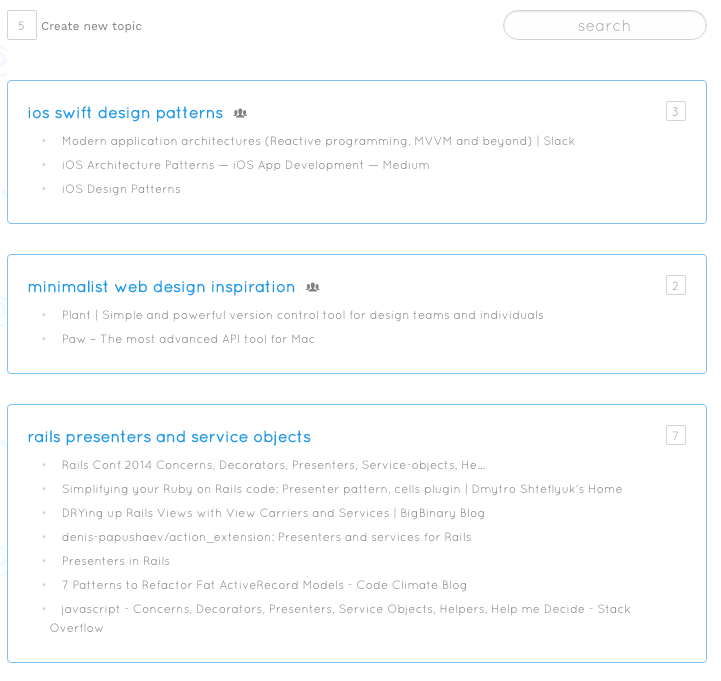 5 Create new topic search
ios swift design patterns 3
Modern application architectures (Reactive programming, MVVM and beyond) | Slack
iOS Architecture Patterns — iOS App Development — Medium
iOS Design Patterns
minimalist web design inspiration 2
Plant | Simple and powerful version control tool for design teams and individuals
Paw – The most advanced API tool for Mac
rails presenters and service objects 7
Rails Conf 2014 Concerns, Decorators, Presenters, Service-objects, He...
Simplifying your Ruby on Rails code: Presenter pattern, cells plugin | Dmytro Shteflyuk's Home
DRYing up Rails Views with View Carriers and Services | BigBinary Blog
denis-papushaev/action_extension: Presenters and services for Rails
Presenters in Rails
7 Patterns to Refactor Fat ActiveRecord Models - Code Climate Blog
javascript - Concerns, Decorators, Presenters, Service Objects, Helpers, Help me Decide - Stack
Overflow